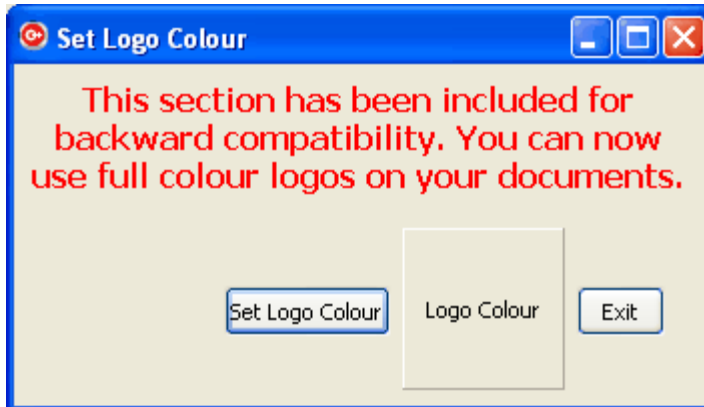 Set Logo Colour
This section has been included for
backward compatibility. You can now
use full colour logos on your documents.
Set Logo Colour
Logo Colour
Exit